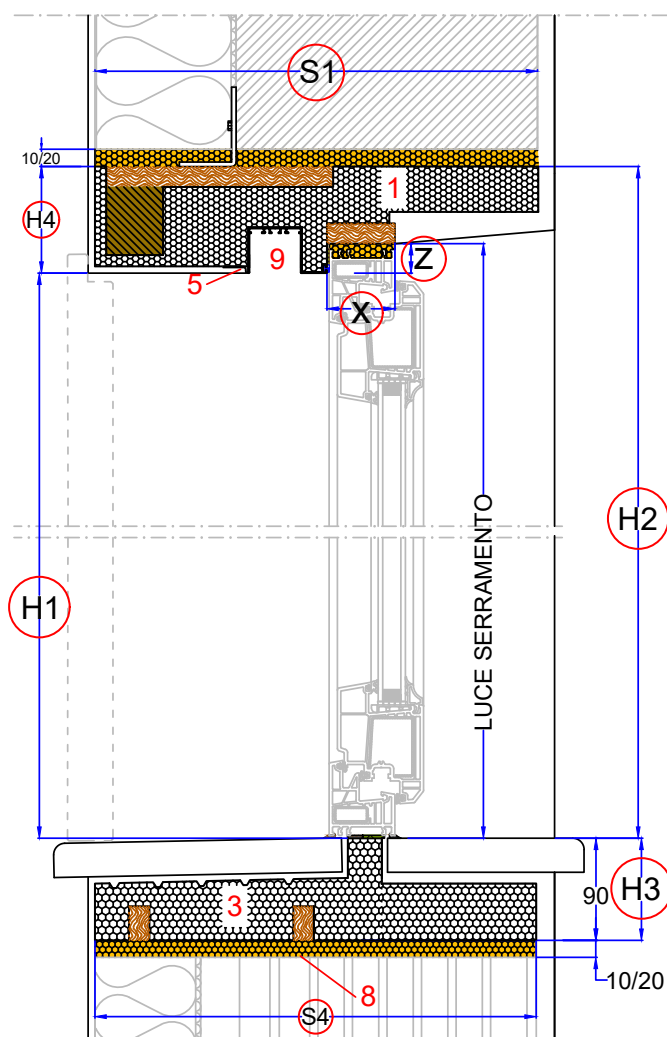 S1
10/20
H4
1
9
5
Z
X
H1
LUCE SERRAMENTO
H2
3
90
H3
8
10/20
S4